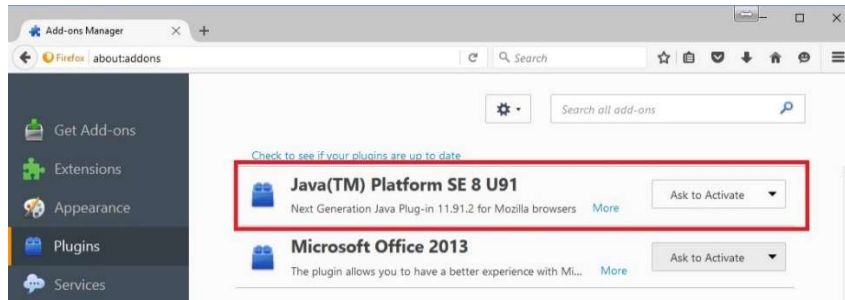 Add-ons Manager
Firefox about:addons
Search
Search all add-ons
Get Add-ons
Extensions
Appearance
Plugins
Services
Check to see if your plugins are up to date
Java(TM) Platform SE 8 U91
Next Generation Java Plug-in 11.91.2 for Mozilla browsers More
Ask to Activate
Microsoft Office 2013
The plugin allows you to have a better experience with Mi... More
Ask to Activate